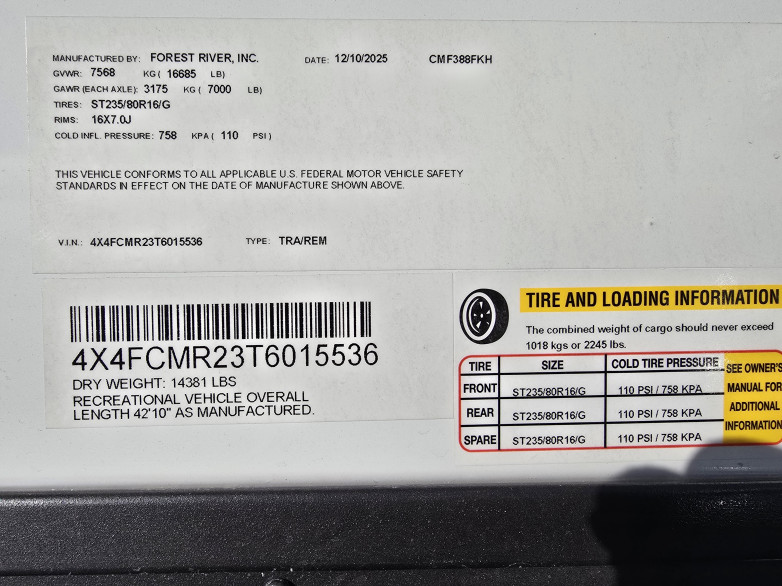 MANUFACTURED BY: FOREST RIVER, INC. DATE: 12/10/2025 CMF388FKH
GVWR: 7568 KG ( 16685 LB)
GAWR (EACH AXLE): 3175 KG ( 7000 LB)
TIRES: ST235/80R16/G
RIMS: 16X7.0J
COLD INFL. PRESSURE: 758 KPA ( 110 PSI )
THIS VEHICLE CONFORMS TO ALL APPLICABLE U.S. FEDERAL MOTOR VEHICLE SAFETY
STANDARDS IN EFFECT ON THE DATE OF MANUFACTURE SHOWN ABOVE.
V.I.N.: 4X4FCMR23T6015536 TYPE: TRA/REM
4X4FCMR23T6015536
DRY WEIGHT: 14381 LBS
RECREATIONAL VEHICLE OVERALL
LENGTH 42'10" AS MANUFACTURED.
TIRE AND LOADING INFORMATION
The combined weight of cargo should never exceed
1018 kgs or 2245 lbs.
TIRE SIZE COLD TIRE PRESSURE
FRONT ST235/80R16/G 110 PSI / 758 KPA
REAR ST235/80R16/G 110 PSI / 758 KPA
SPARE ST235/80R16/G 110 PSI / 758 KPA
SEE OWNER'S
MANUAL FOR
ADDITIONAL
INFORMATION